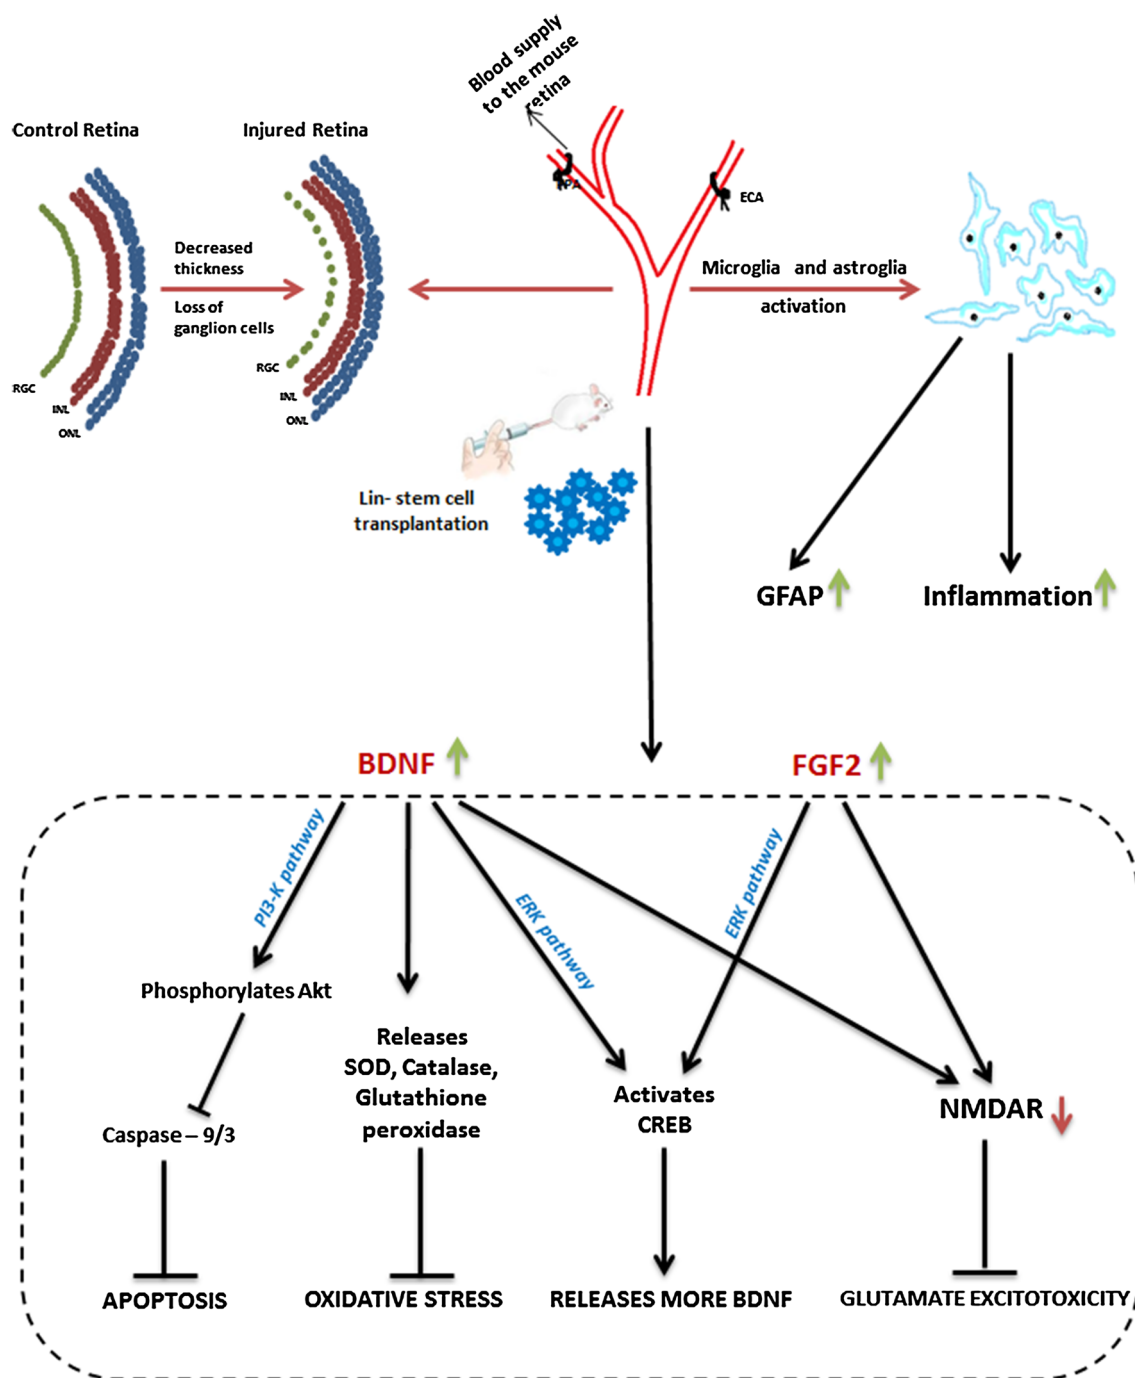 Blood supply
to the mouse
retina
Control Retina
Injured Retina
PPA
ECA
Decreased
thickness
Loss of
ganglion cells
Microglia and astroglia
activation
RGC
INL
ONL
RGC
INL
ONL
Lin- stem cell
transplantation
GFAP
Inflammation
BDNF
FGF2
PI3-K pathway
ERK pathway
ERK pathway
Phosphorylates Akt
Releases
SOD, Catalase,
Glutathione
peroxidase
Activates
CREB
NMDAR
Caspase – 9/3
APOPTOSIS
OXIDATIVE STRESS
RELEASES MORE BDNF
GLUTAMATE EXCITOTOXICITY